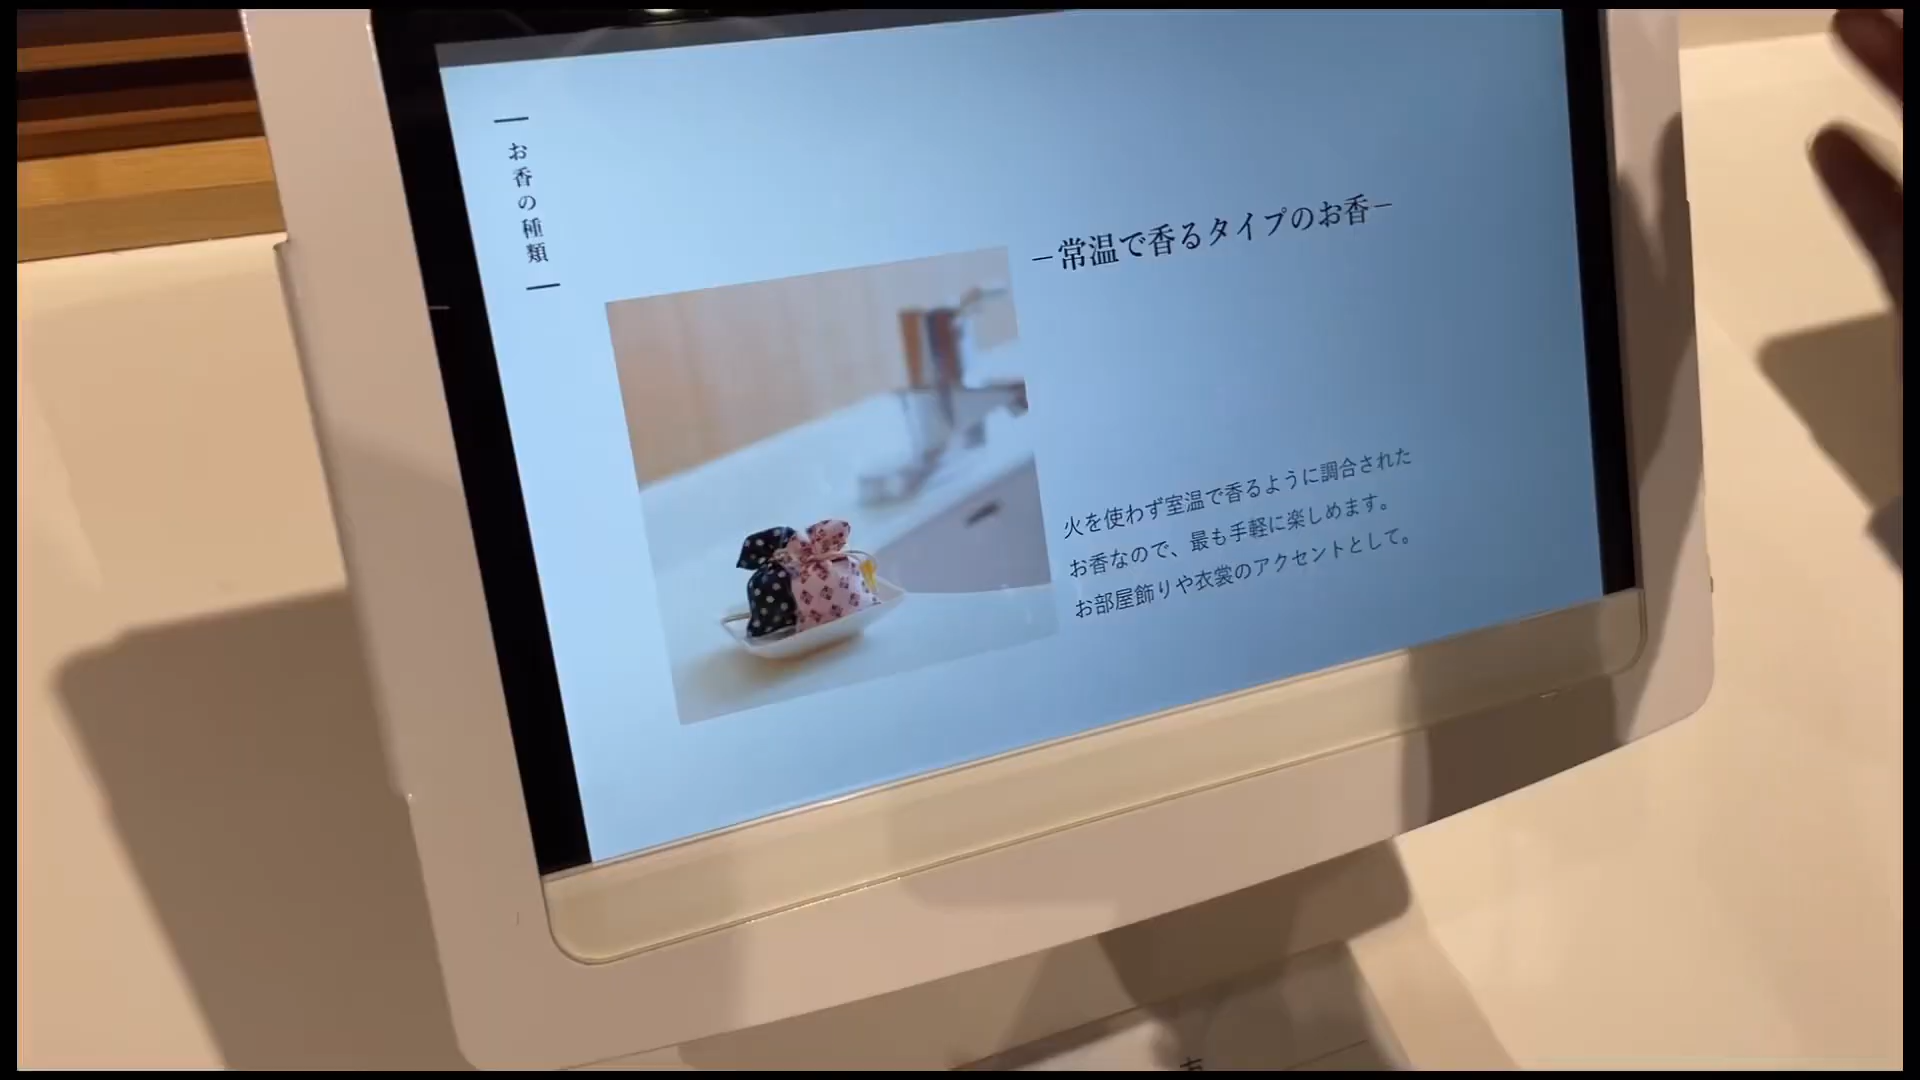 お香の種類
–常温で香るタイプのお香–
火を使わず室温で香るように調合された
お香なので、最も手軽に楽しめます。
お部屋飾りや衣裳のアクセントとして。